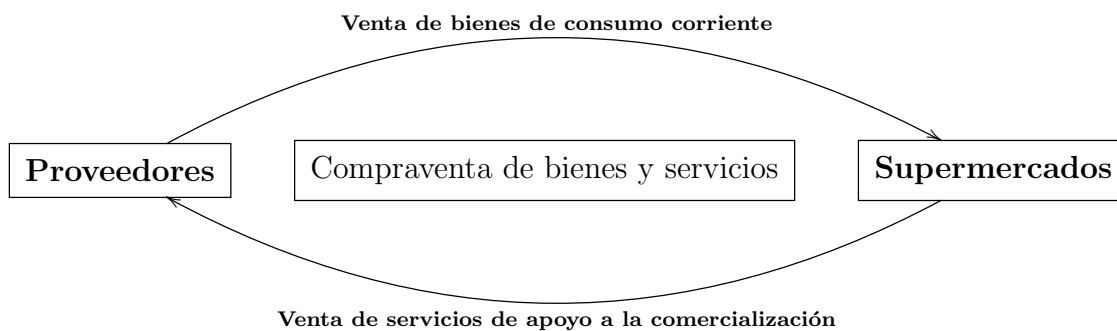 Venta de bienes de consumo corriente
Proveedores
Compraventa de bienes y servicios
Supermercados
Venta de servicios de apoyo a la comercialización